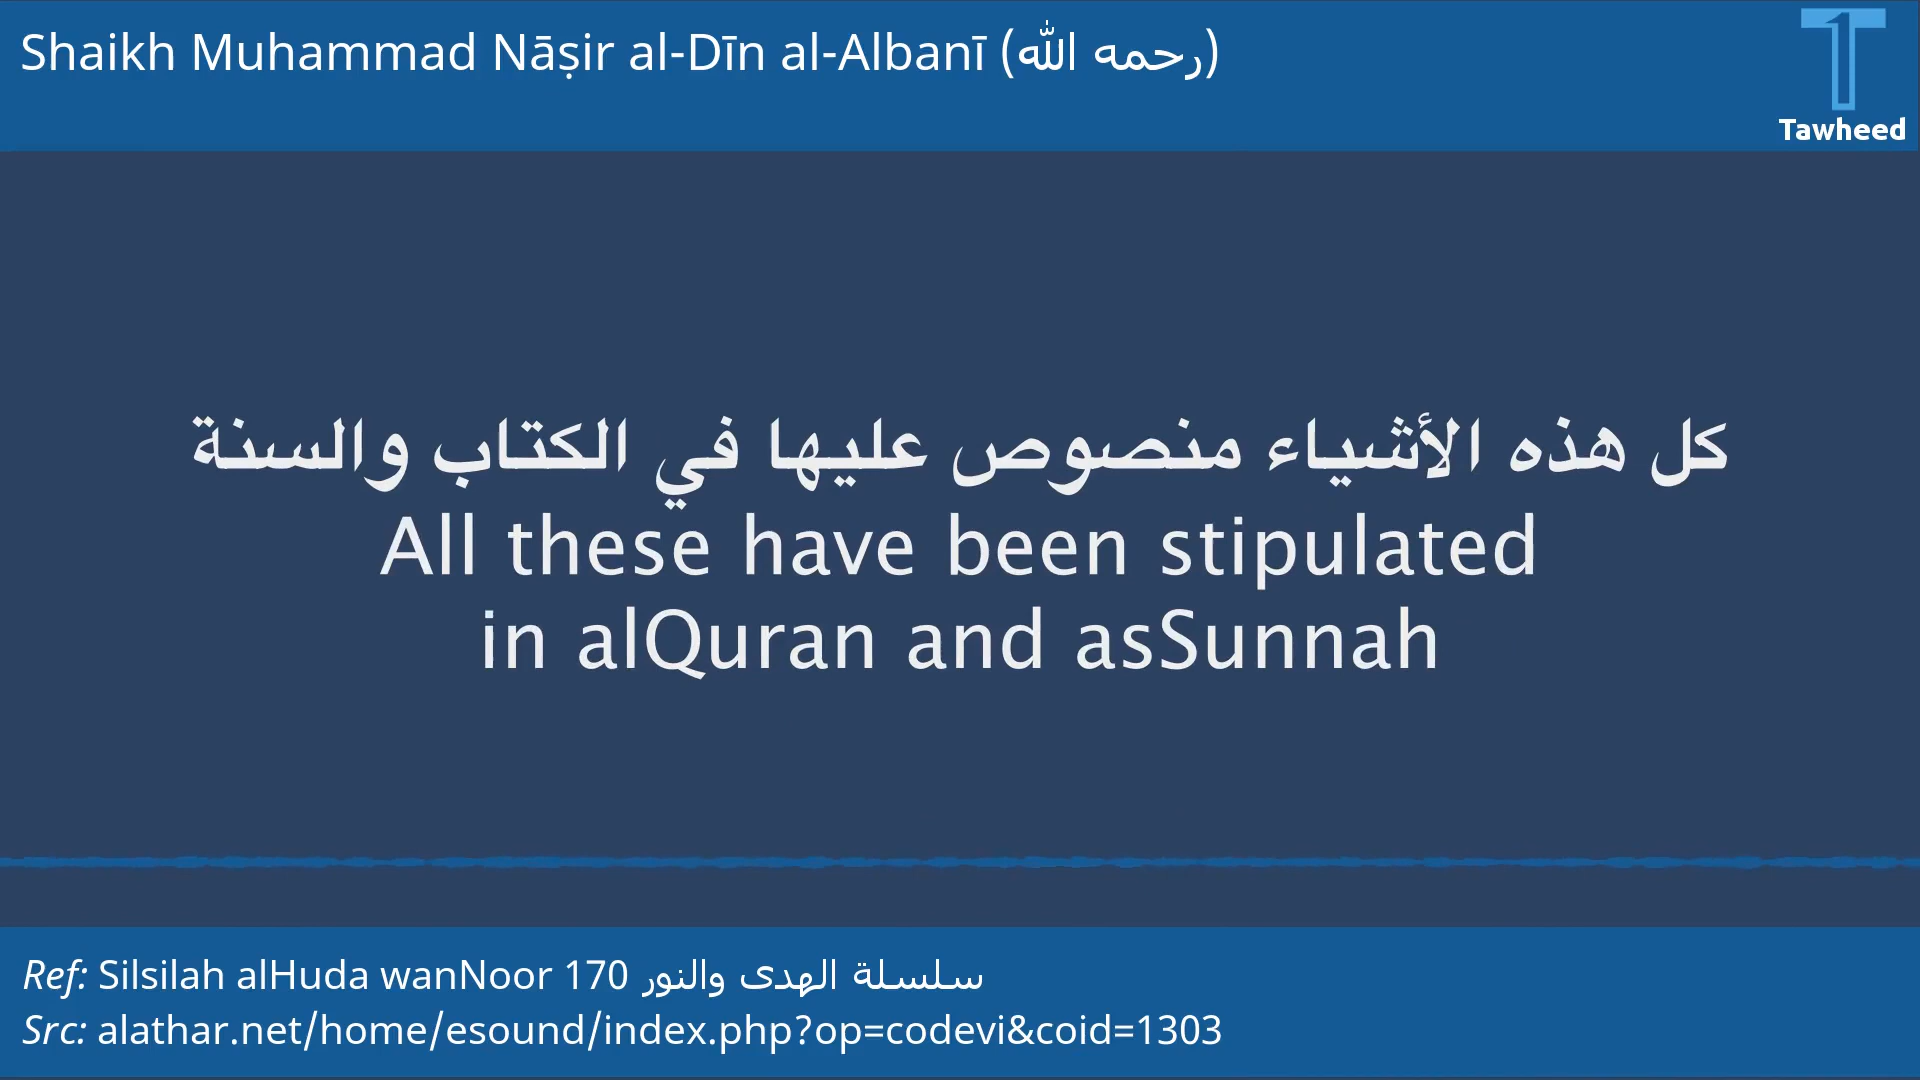 Shaikh Muhammad Nāṣir al-Dīn al-Albanī (رحمه الله)
Tawheed
كل هذه الأشياء منصوص عليها في الكتاب والسنة
All these have been stipulated
in alQuran and asSunnah
Ref: Silsilah alHuda wanNoor 170 سلسلة الهدى والنور
Src: alathar.net/home/esound/index.php?op=codevi&coid=1303